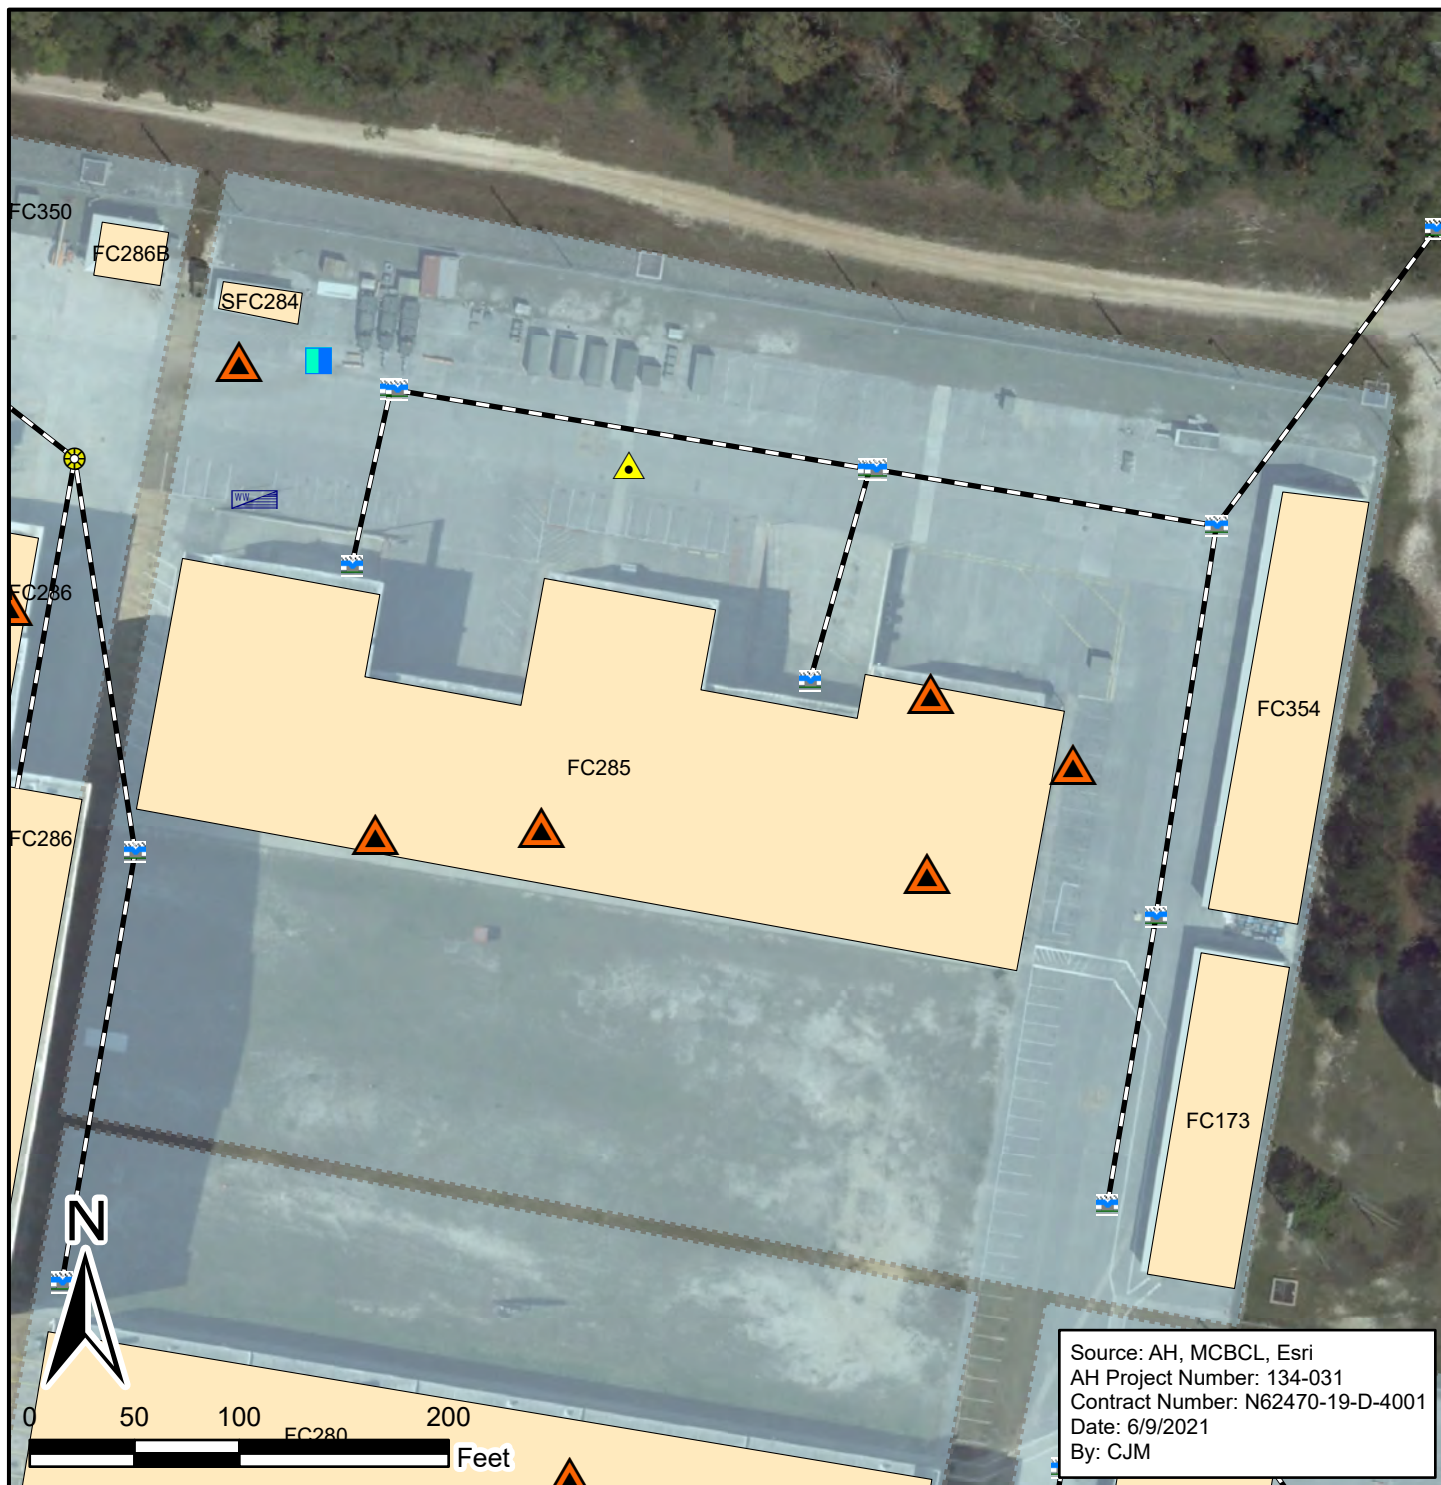 FC350
FC286B
SFC284
WW
FC286
FC354
FC285
FC286
FC173
N
0 50 100 200
Feet
FC280
Source: AH, MCBCL, Esri
AH Project Number: 134-031
Contract Number: N62470-19-D-4001
Date: 6/9/2021
By: CJM